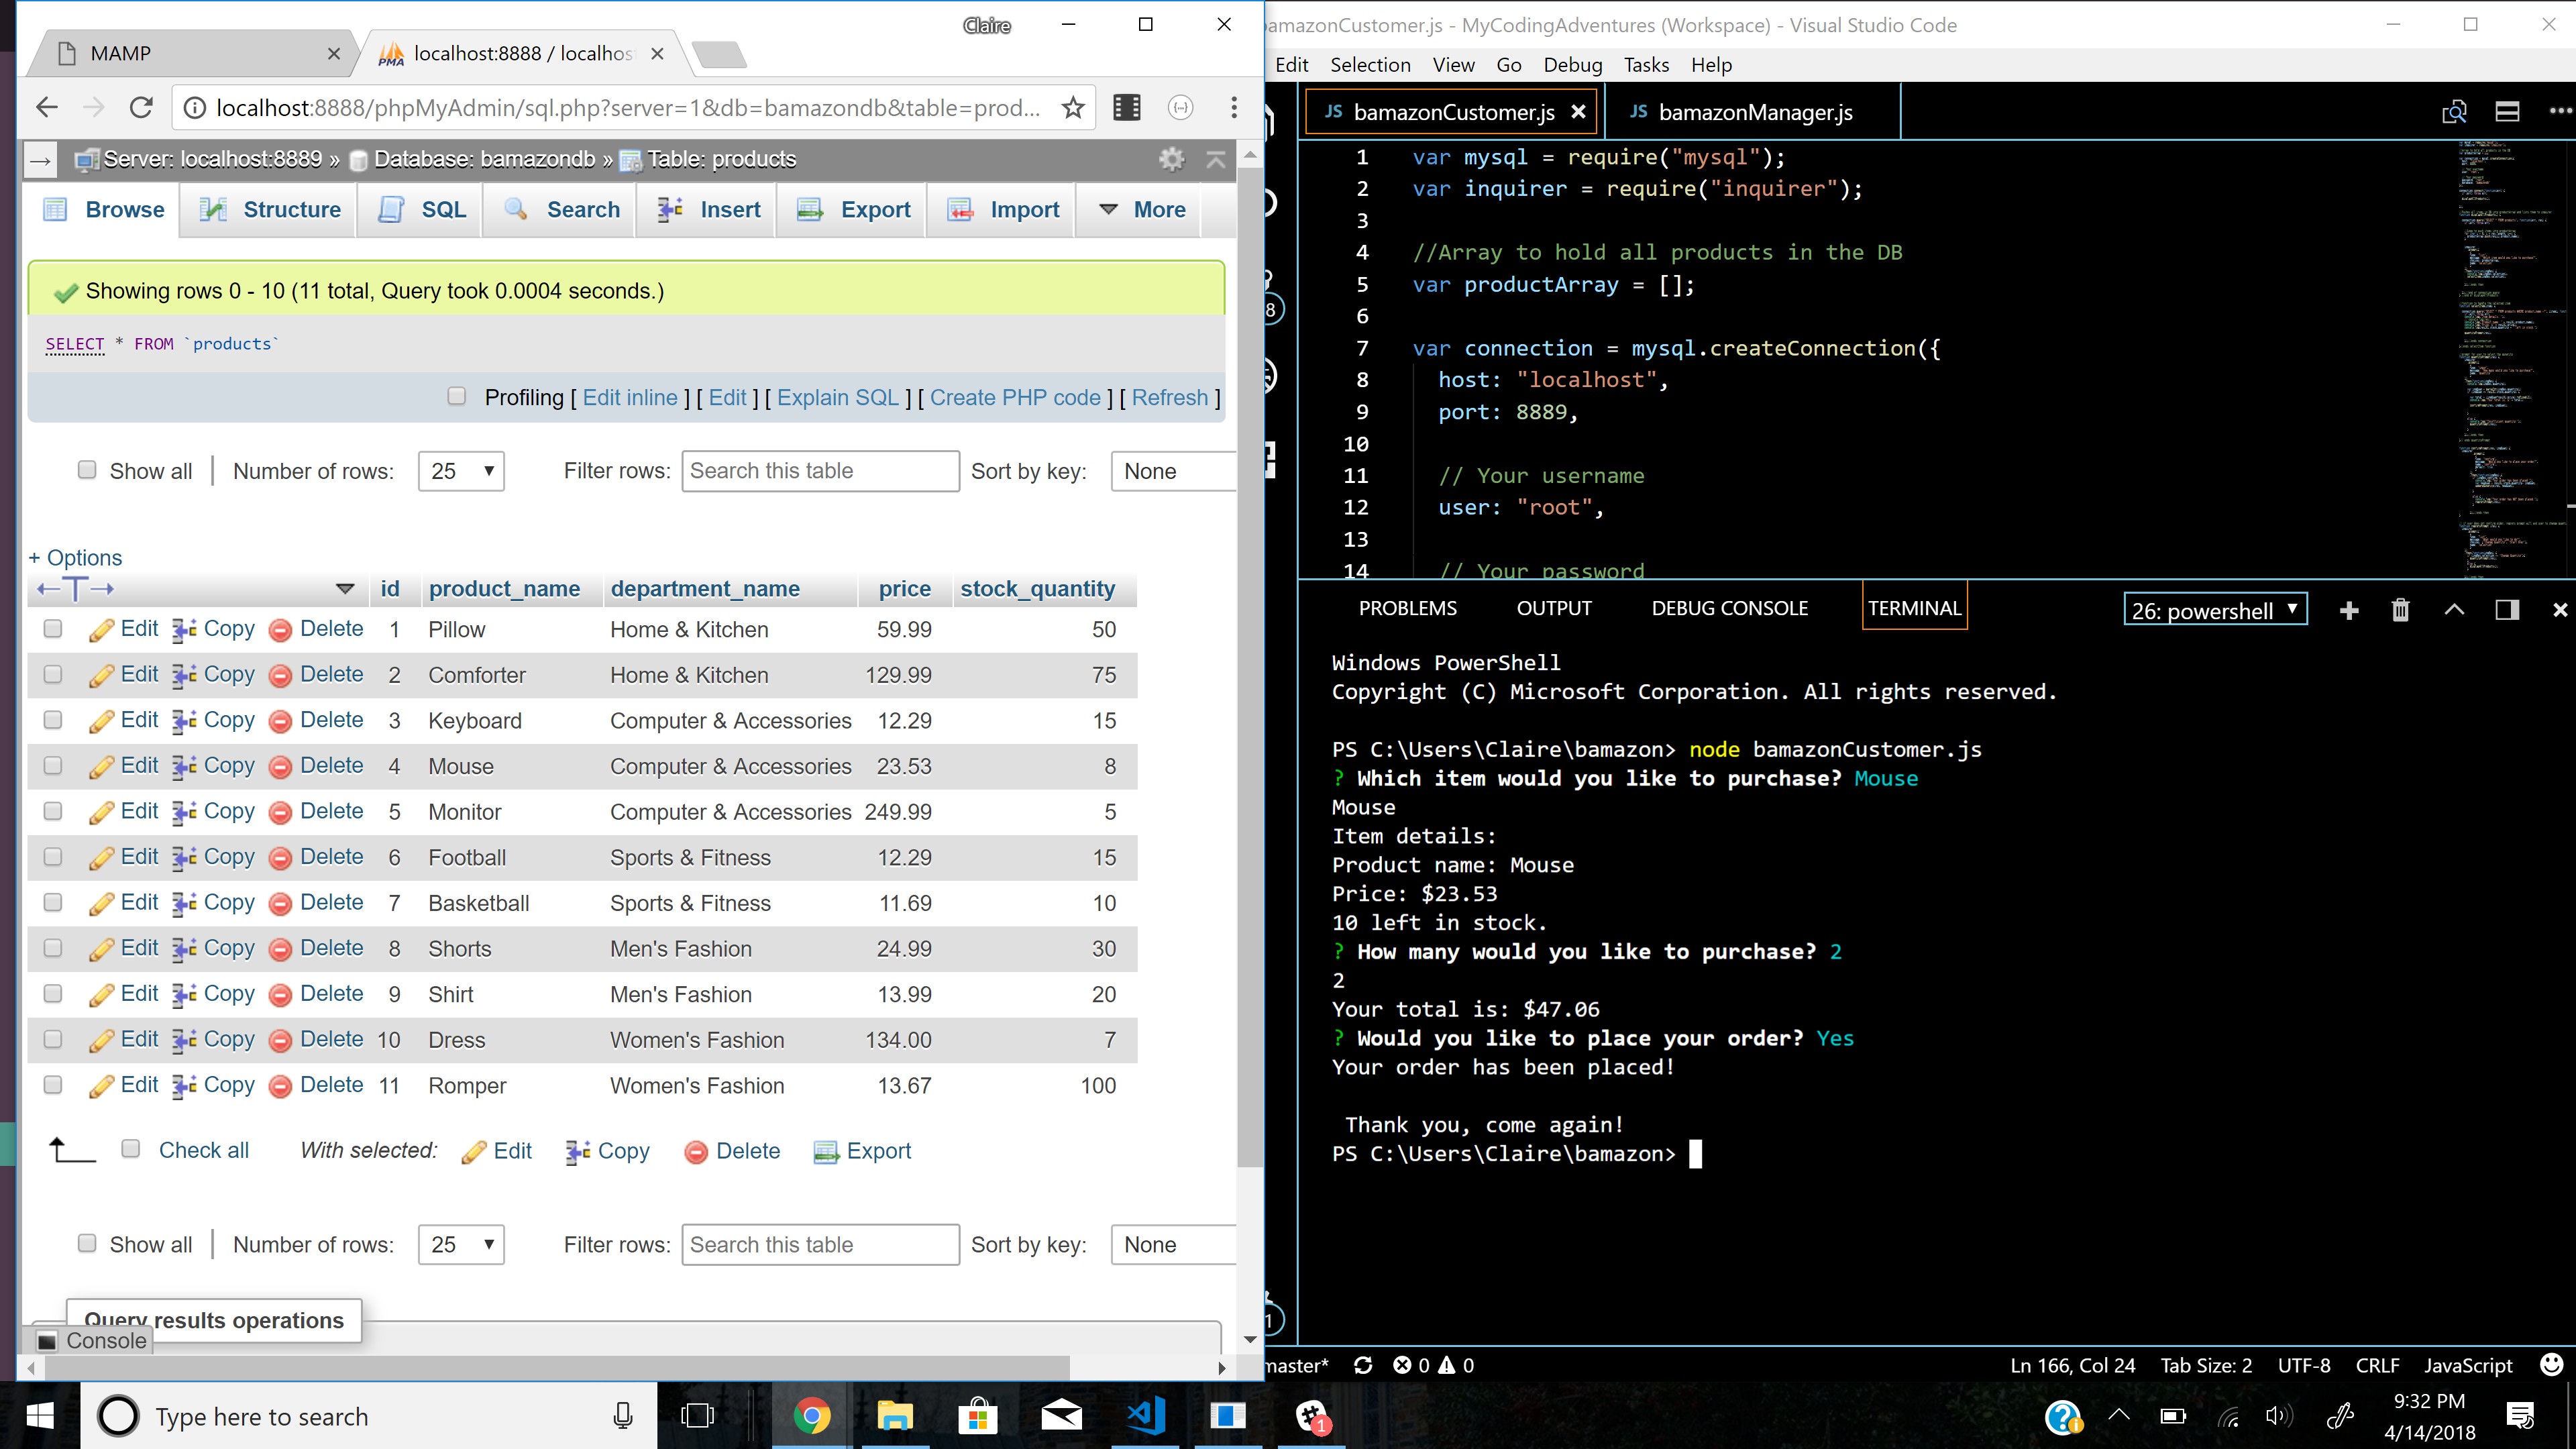 Claire
MAMP
localhost:8888 / localhos
localhost:8888/phpMyAdmin/sql.php?server=1&db=bamazondb&table=prod...
Server: localhost:8889 » Database: bamazondb » Table: products
Browse Structure SQL Search Insert Export Import More
Showing rows 0 - 10 (11 total, Query took 0.0004 seconds.)
SELECT * FROM `products`
Profiling [ Edit inline ] [ Edit ] [ Explain SQL ] [ Create PHP code ] [ Refresh ]
Show all | Number of rows: 25 Filter rows: Search this table Sort by key: None
+ Options
id product_name department_name price stock_quantity
Edit Copy Delete 1 Pillow Home & Kitchen 59.99 50
Edit Copy Delete 2 Comforter Home & Kitchen 129.99 75
Edit Copy Delete 3 Keyboard Computer & Accessories 12.29 15
Edit Copy Delete 4 Mouse Computer & Accessories 23.53 8
Edit Copy Delete 5 Monitor Computer & Accessories 249.99 5
Edit Copy Delete 6 Football Sports & Fitness 12.29 15
Edit Copy Delete 7 Basketball Sports & Fitness 11.69 10
Edit Copy Delete 8 Shorts Men's Fashion 24.99 30
Edit Copy Delete 9 Shirt Men's Fashion 13.99 20
Edit Copy Delete 10 Dress Women's Fashion 134.00 7
Edit Copy Delete 11 Romper Women's Fashion 13.67 100
Check all With selected: Edit Copy Delete Export
Show all | Number of rows: 25 Filter rows: Search this table Sort by key: None
Query results operations
Console
bamazonCustomer.js - MyCodingAdventures (Workspace) - Visual Studio Code
Edit Selection View Go Debug Tasks Help
JS bamazonCustomer.js JS bamazonManager.js
1 var mysql = require("mysql");
2 var inquirer = require("inquirer");
3
4 //Array to hold all products in the DB
5 var productArray = [];
6
7 var connection = mysql.createConnection({
8 host: "localhost",
9 port: 8889,
10
11 // Your username
12 user: "root",
13
14 // Your password
8
1
PROBLEMS OUTPUT DEBUG CONSOLE TERMINAL 26: powershell
Windows PowerShell
Copyright (C) Microsoft Corporation. All rights reserved.
PS C:\Users\Claire\bamazon> node bamazonCustomer.js
? Which item would you like to purchase? Mouse
Mouse
Item details:
Product name: Mouse
Price: $23.53
10 left in stock.
? How many would you like to purchase? 2
2
Your total is: $47.06
? Would you like to place your order? Yes
Your order has been placed!
Thank you, come again!
PS C:\Users\Claire\bamazon>
master* 0 0 Ln 166, Col 24 Tab Size: 2 UTF-8 CRLF JavaScript
Type here to search
1
9:32 PM
4/14/2018